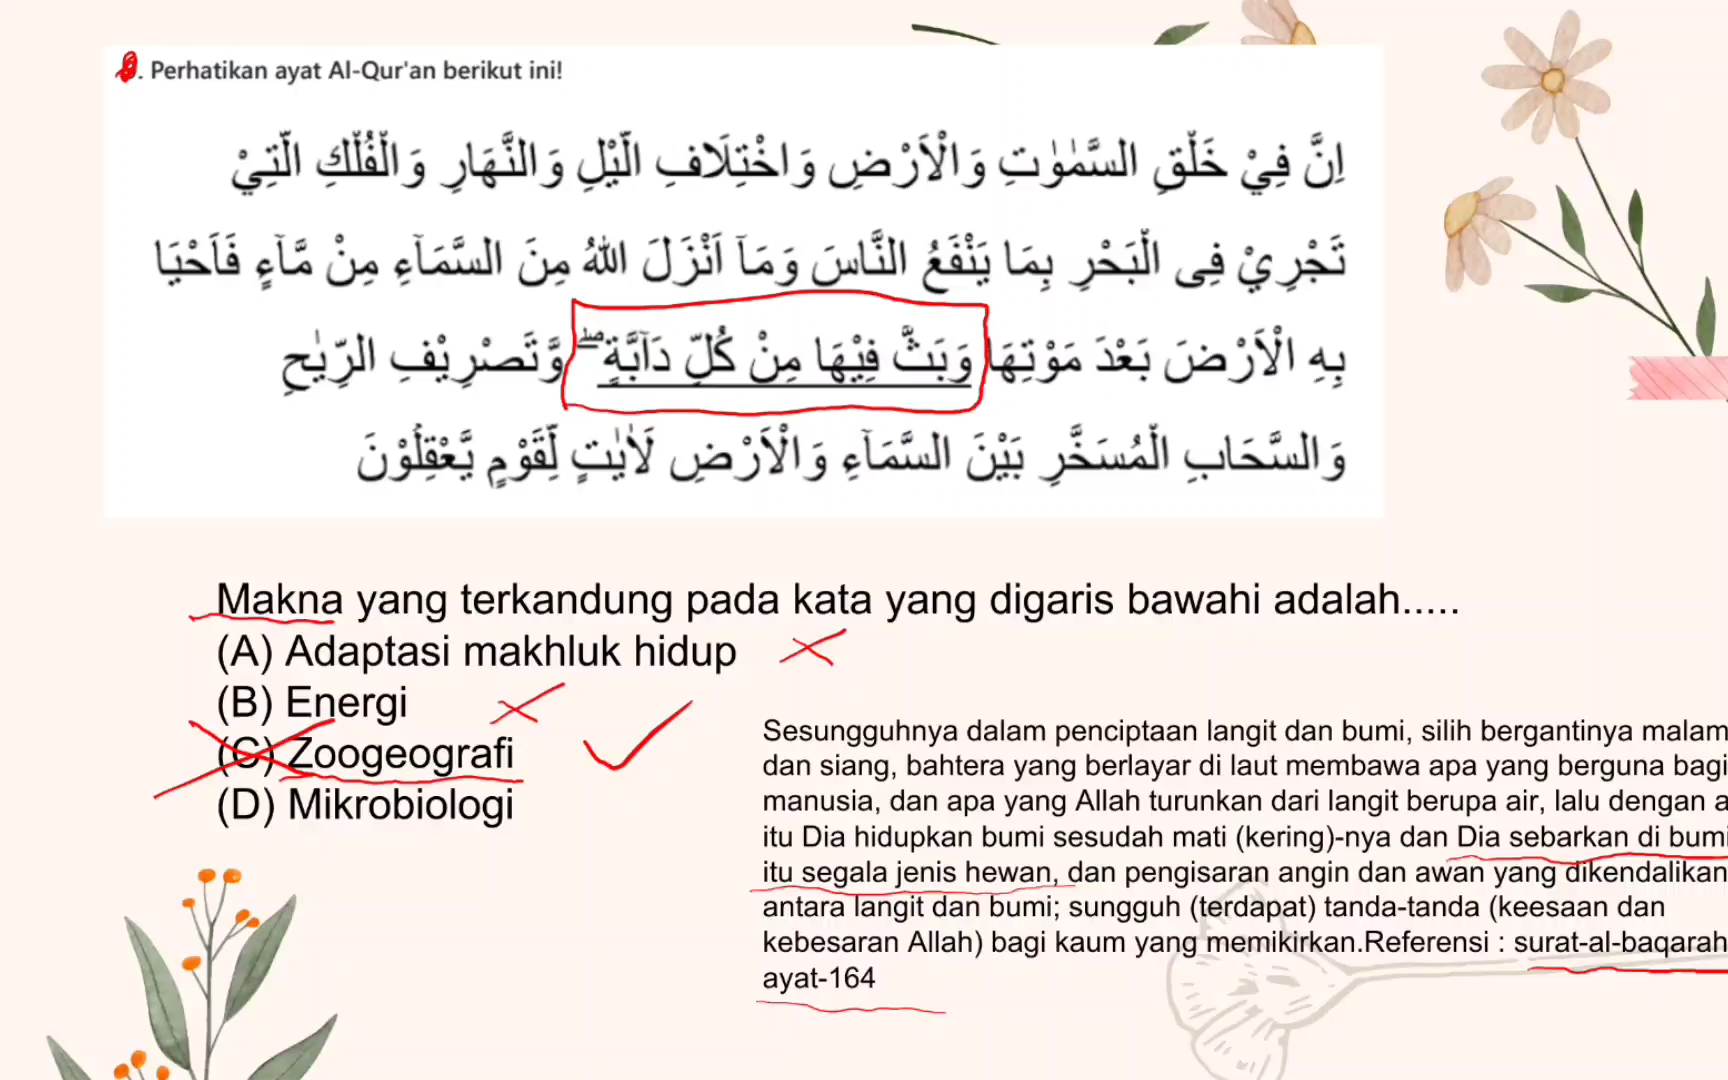 . Perhatikan ayat Al-Qur'an berikut ini!
اِنَّ فِيْ خَلْقِ السَّمٰوٰتِ وَالْاَرْضِ وَاخْتِلَافِ الَّيْلِ وَالنَّهَارِ وَالْفُلْكِ الَّتِيْ
تَجْرِيْ فِى الْبَحْرِ بِمَا يَنْفَعُ النَّاسَ وَمَآ اَنْزَلَ اللّٰهُ مِنَ السَّمَاۤءِ مِنْ مَّاۤءٍ فَاَحْيَا
بِهِ الْاَرْضَ بَعْدَ مَوْتِهَا وَبَثَّ فِيْهَا مِنْ كُلِّ دَاۤبَّةٍ ۖ وَّتَصْرِيْفِ الرِّيٰحِ
وَالسَّحَابِ الْمُسَخَّرِ بَيْنَ السَّمَاۤءِ وَالْاَرْضِ لَاٰيٰتٍ لِّقَوْمٍ يَّعْقِلُوْنَ
Makna yang terkandung pada kata yang digaris bawahi adalah.....
(A) Adaptasi makhluk hidup
(B) Energi
(C) Zoogeografi
(D) Mikrobiologi
Sesungguhnya dalam penciptaan langit dan bumi, silih bergantinya malam
dan siang, bahtera yang berlayar di laut membawa apa yang berguna bagi
manusia, dan apa yang Allah turunkan dari langit berupa air, lalu dengan a
itu Dia hidupkan bumi sesudah mati (kering)-nya dan Dia sebarkan di bumi
itu segala jenis hewan, dan pengisaran angin dan awan yang dikendalikan
antara langit dan bumi; sungguh (terdapat) tanda-tanda (keesaan dan
kebesaran Allah) bagi kaum yang memikirkan.Referensi : surat-al-baqarah
ayat-164